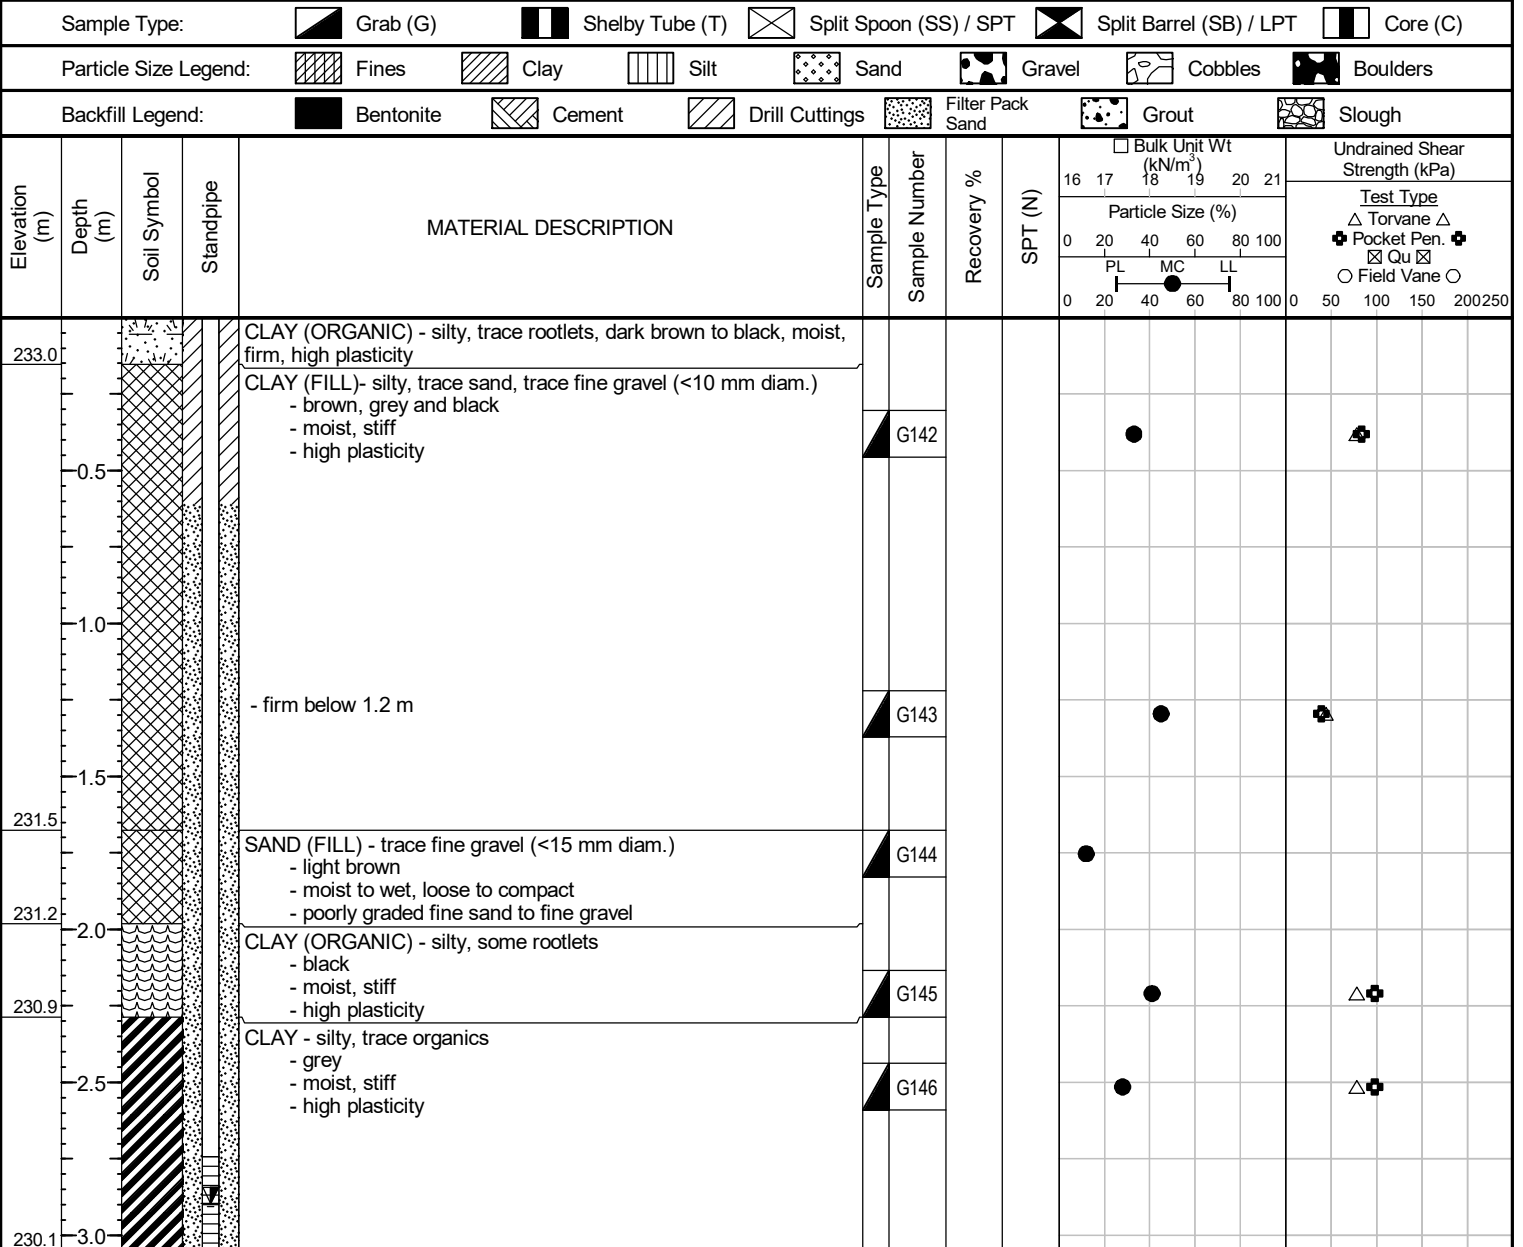 Sample Type: Grab (G) Shelby Tube (T) Split Spoon (SS) / SPT Split Barrel (SB) / LPT Core (C)
Particle Size Legend: Fines Clay Silt Sand Gravel Cobbles Boulders
Backfill Legend: Bentonite Cement Drill Cuttings Filter Pack Sand Grout Slough
Elevation (m)
Depth (m)
Soil Symbol
Standpipe
MATERIAL DESCRIPTION
Sample Type
Sample Number
Recovery %
SPT (N)
Bulk Unit Wt
(kN/m3)
16 17 18 19 20 21
Particle Size (%)
0 20 40 60 80 100
PL MC LL
0 20 40 60 80 100
Undrained Shear
Strength (kPa)
Test Type
Torvane
Pocket Pen.
Qu
Field Vane
0 50 100 150 200 250
CLAY (ORGANIC) - silty, trace rootlets, dark brown to black, moist,
233.0 firm, high plasticity
CLAY (FILL)- silty, trace sand, trace fine gravel (<10 mm diam.)
- brown, grey and black
- moist, stiff G142
- high plasticity
0.5
1.0
- firm below 1.2 m G143
1.5
231.5
SAND (FILL) - trace fine gravel (<15 mm diam.) G144
- light brown
- moist to wet, loose to compact
231.2 - poorly graded fine sand to fine gravel
2.0
CLAY (ORGANIC) - silty, some rootlets
- black
- moist, stiff G145
230.9 - high plasticity
CLAY - silty, trace organics
- grey
2.5 - moist, stiff G146
- high plasticity
230.1 3.0